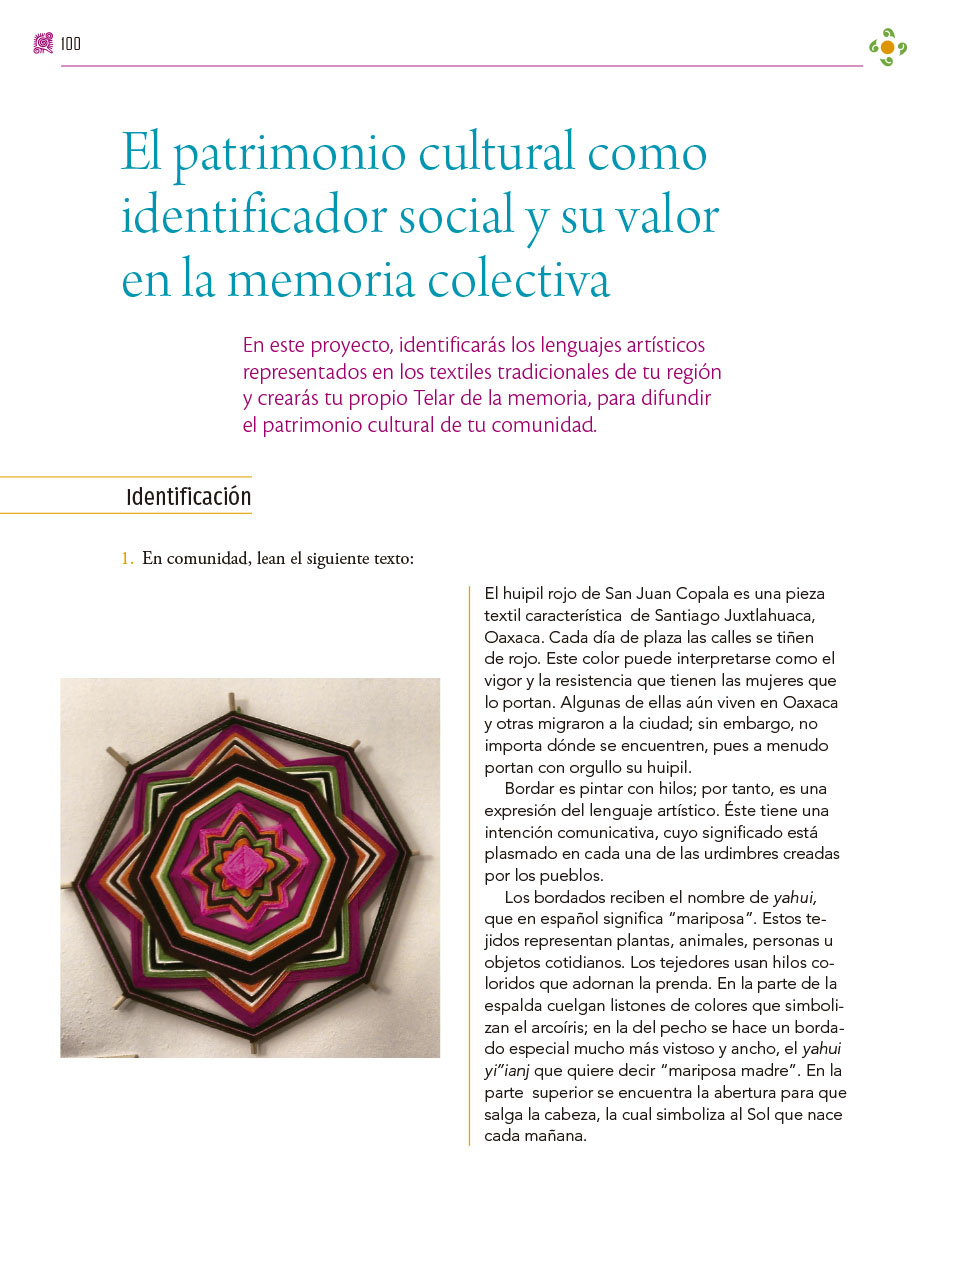 100
El patrimonio cultural como
identificador social y su valor
en la memoria colectiva
En este proyecto, identificarás los lenguajes artísticos
representados en los textiles tradicionales de tu región
y crearás tu propio Telar de la memoria, para difundir
el patrimonio cultural de tu comunidad.
Identificación
1. En comunidad, lean el siguiente texto:
El huipil rojo de San Juan Copala es una pieza
textil característica de Santiago Juxtlahuaca,
Oaxaca. Cada día de plaza las calles se tiñen
de rojo. Este color puede interpretarse como el
vigor y la resistencia que tienen las mujeres que
lo portan. Algunas de ellas aún viven en Oaxaca
y otras migraron a la ciudad; sin embargo, no
importa dónde se encuentren, pues a menudo
portan con orgullo su huipil.
Bordar es pintar con hilos; por tanto, es una
expresión del lenguaje artístico. Éste tiene una
intención comunicativa, cuyo significado está
plasmado en cada una de las urdimbres creadas
por los pueblos.
Los bordados reciben el nombre de yahui,
que en español significa “mariposa”. Estos te-
jidos representan plantas, animales, personas u
objetos cotidianos. Los tejedores usan hilos co-
loridos que adornan la prenda. En la parte de la
espalda cuelgan listones de colores que simboli-
zan el arcoíris; en la del pecho se hace un borda-
do especial mucho más vistoso y ancho, el yahui
yi”ianj que quiere decir “mariposa madre”. En la
parte superior se encuentra la abertura para que
salga la cabeza, la cual simboliza al Sol que nace
cada mañana.